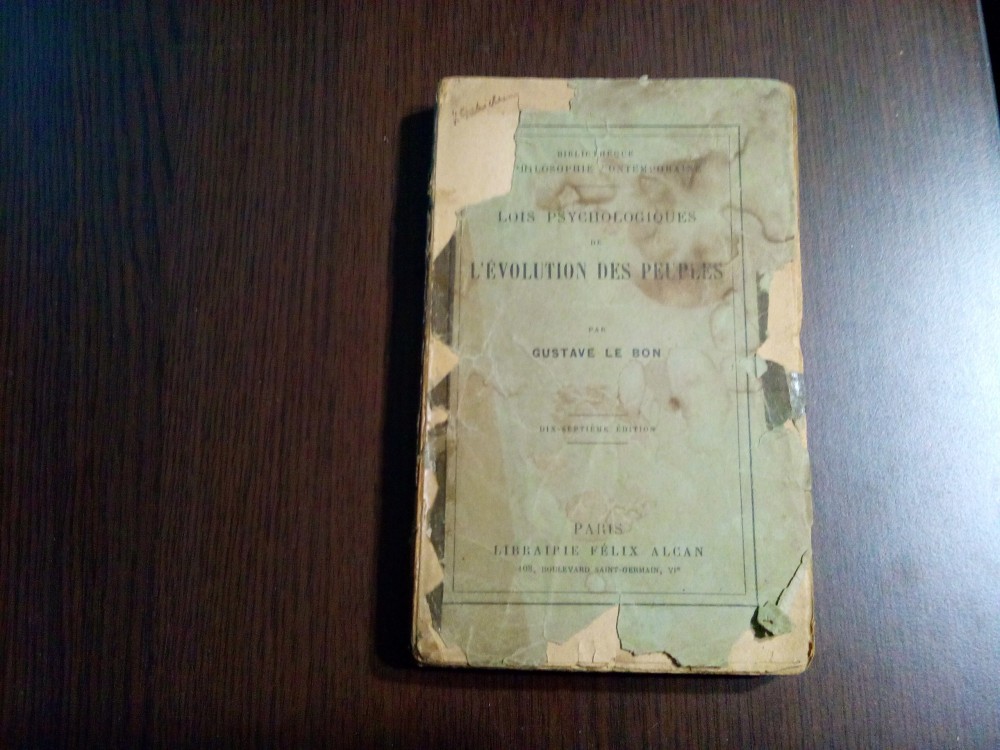 BIBLIOTHÈQUE
PHILOSOPHIE CONTEMPORAINE
LOIS PSYCHOLOGIQUES
DE
L'ÉVOLUTION DES PEUPLES
PAR
GUSTAVE LE BON
DIX-SEPTIÈME ÉDITION
PARIS
LIBRAIRIE FÉLIX ALCAN
108, BOULEVARD SAINT-GERMAIN, VIe